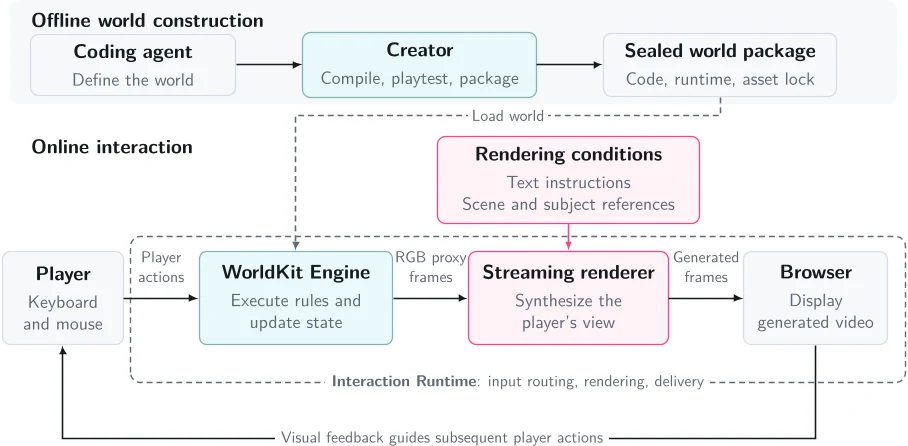 Offline world construction
Coding agent
Define the world
Creator
Compile, playtest, package
Sealed world package
Code, runtime, asset lock
Load world
Online interaction
Rendering conditions
Text instructions
Scene and subject references
Player
Keyboard
and mouse
Player
actions
WorldKit Engine
Execute rules and
update state
RGB proxy
frames
Streaming renderer
Synthesize the
player's view
Generated
frames
Browser
Display
generated video
Interaction Runtime: input routing, rendering, delivery
Visual feedback guides subsequent player actions